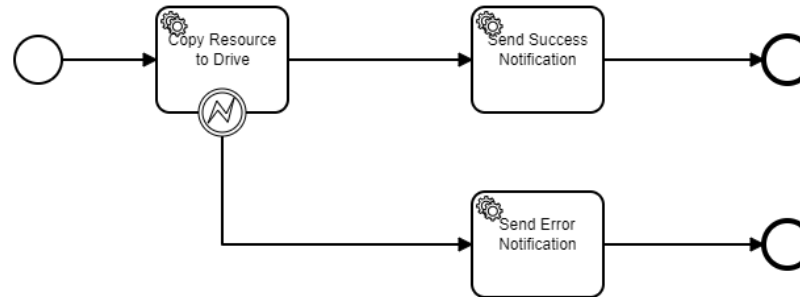 Copy Resource
to Drive
Send Success
Notification
Send Error
Notification